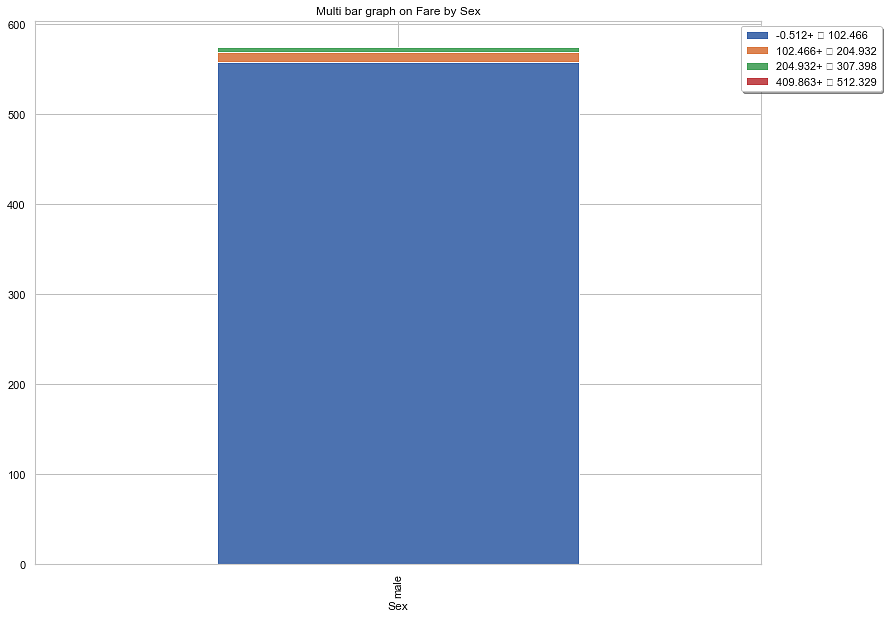 Multi bar graph on Fare by Sex
-0.512+ □ 102.466
102.466+ □ 204.932
204.932+ □ 307.398
409.863+ □ 512.329
600
500
400
300
200
100
0
male
Sex